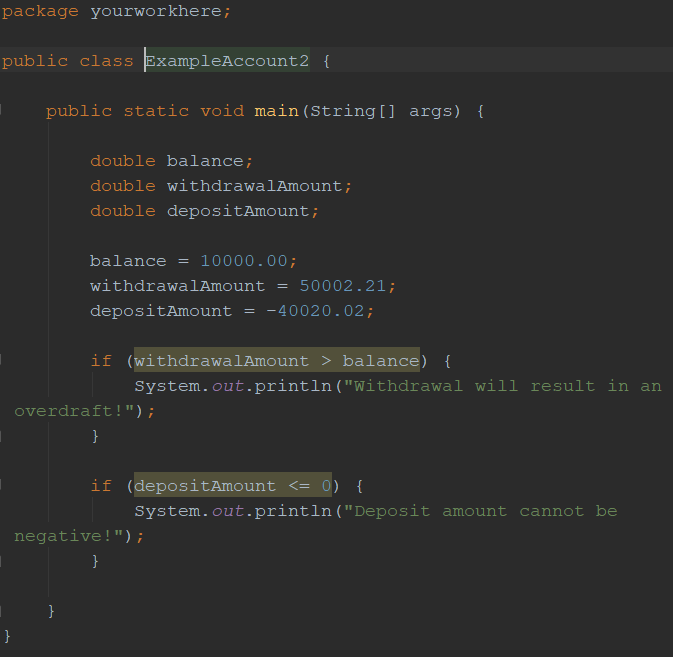 package yourworkhere;
public class ExampleAccount2 {
public static void main(String[] args) {
double balance;
double withdrawalAmount;
double depositAmount;
balance = 10000.00;
withdrawalAmount = 50002.21;
depositAmount = -40020.02;
if (withdrawalAmount > balance) {
System.out.println("Withdrawal will result in an
overdraft!");
}
if (depositAmount <= 0) {
System.out.println("Deposit amount cannot be
negative!");
}
}
}